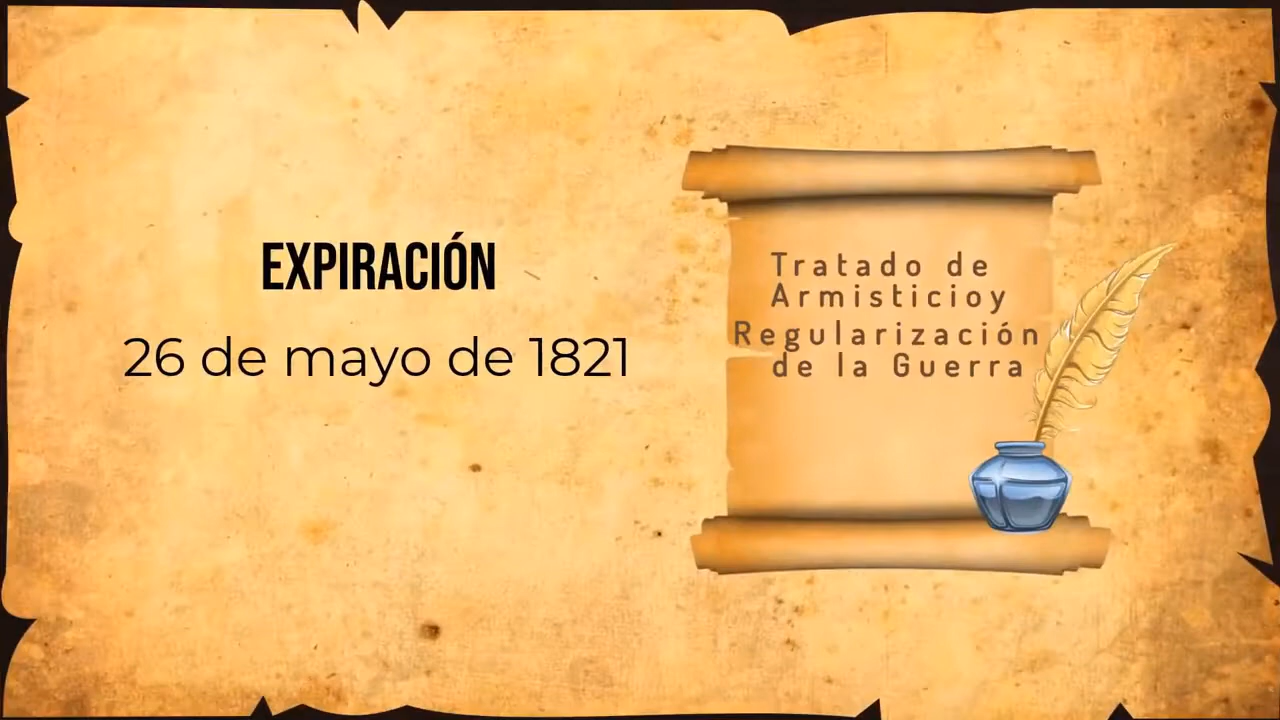 EXPIRACIÓN
26 de mayo de 1821
Tratado de
Armisticioy
Regularización
de la Guerra